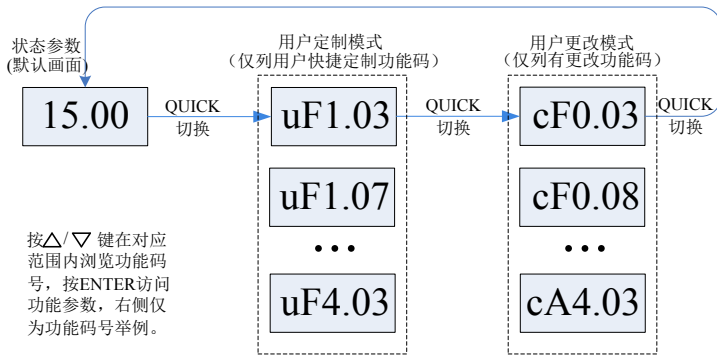 状态参数
(默认画面)
15.00
QUICK
切换
用户定制模式
(仅列用户快捷定制功能码)
uF1.03
uF1.07
•••
uF4.03
QUICK
切换
用户更改模式
(仅列有更改功能码)
cF0.03
cF0.08
•••
cA4.03
QUICK
切换
按△/▽ 键在对应
范围内浏览功能码
号，按ENTER访问
功能参数，右侧仅
为功能码号举例。